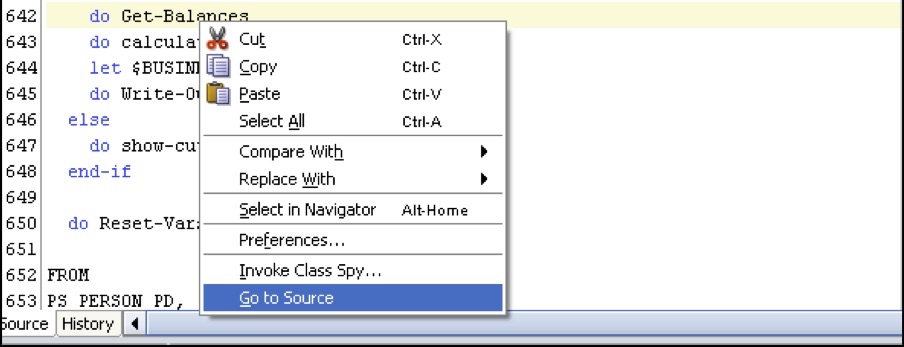 642 do Get-Balances
643 do calcula
644 let $BUSIN
645 do Write-O
646 else
647 do show-cu
648 end-if
649
650 do Reset-Var
651
652 FROM
653 PS PERSON PD,
Cut Ctrl-X
Copy Ctrl-C
Paste Ctrl-V
Select All Ctrl-A
Compare With
Replace With
Select in Navigator Alt-Home
Preferences...
Invoke Class Spy...
Go to Source
Source History